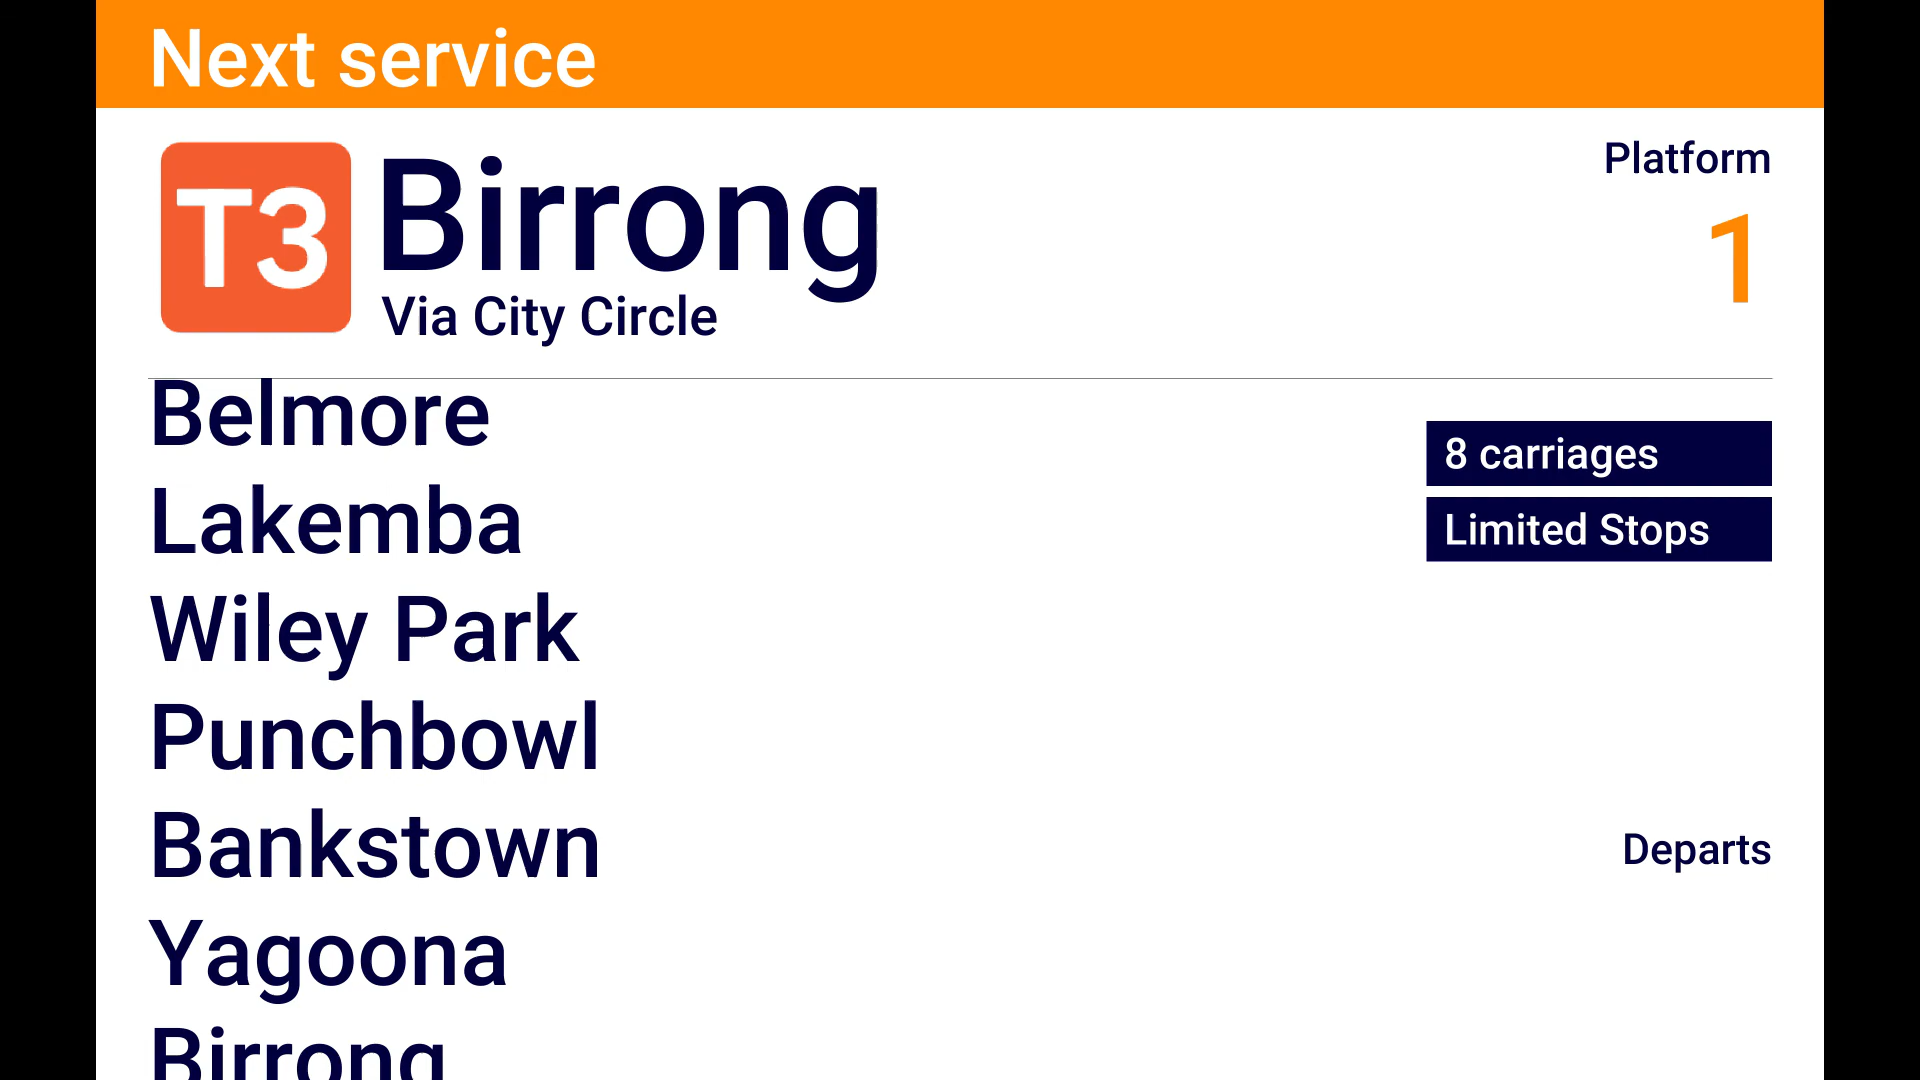 Next service
T3
Birrong
Via City Circle
Platform
1
Belmore
Lakemba
Wiley Park
Punchbowl
Bankstown
Yagoona
Birrong
8 carriages
Limited Stops
Departs